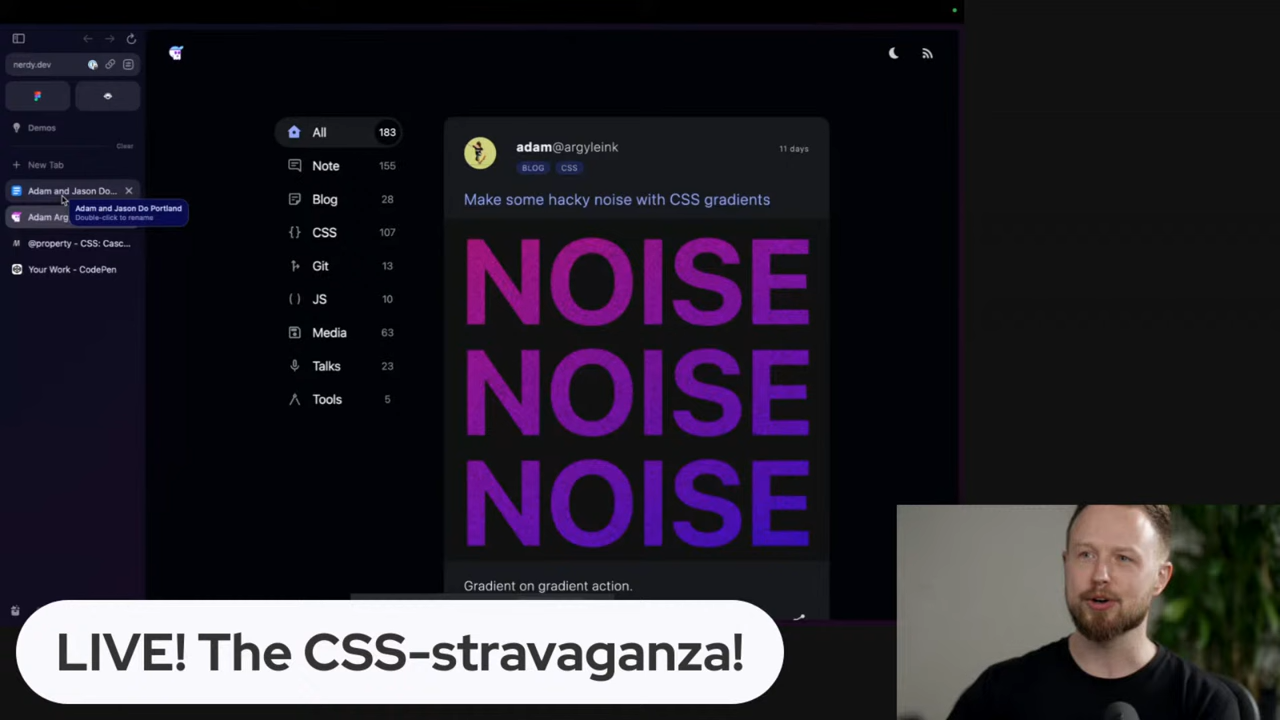 nerdy.dev
Demos
Clear
New Tab
Adam and Jason Do...
Adam and Jason Do Portland
Double-click to rename
Adam Arg
@property - CSS: Casc...
Your Work - CodePen
All 183
Note 155
Blog 28
CSS 107
Git 13
JS 10
Media 63
Talks 23
Tools 5
adam@argyleink
11 days
BLOG CSS
Make some hacky noise with CSS gradients
NOISE
NOISE
NOISE
Gradient on gradient action.
LIVE! The CSS-stravaganza!